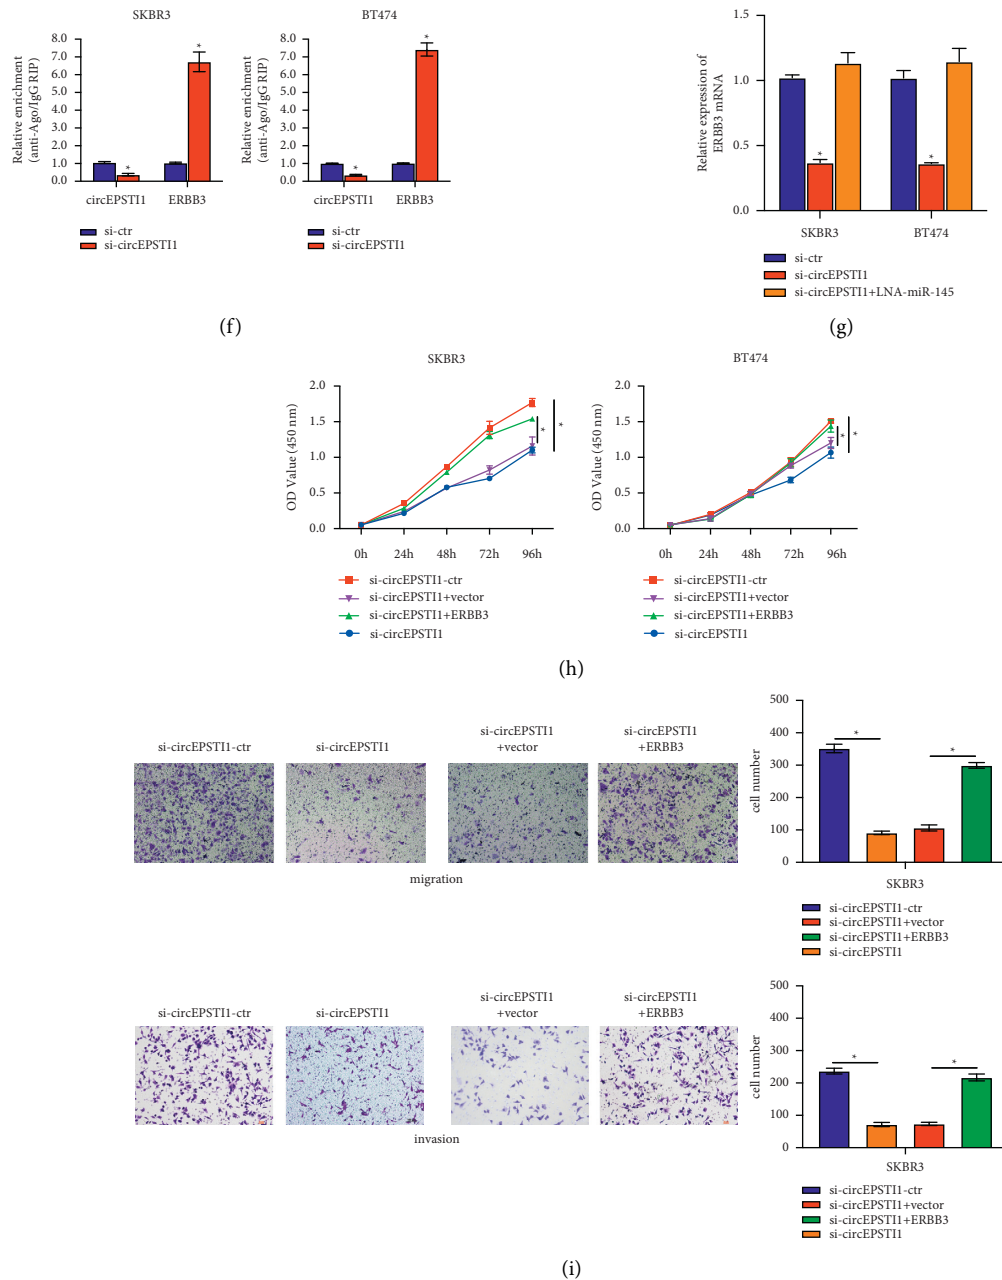 SKBR3
BT474
Relative enrichment
(anti-Ago/IgG RIP)
8.0
7.0
6.0
5.0
4.0
3.0
2.0
1.0
0.0
*
*
circEPSTI1
ERBB3
si-ctr
si-circEPSTI1
Relative enrichment
(anti-Ago/IgG RIP)
8.0
7.0
6.0
5.0
4.0
3.0
2.0
1.0
0.0
*
*
circEPSTI1
ERBB3
si-ctr
si-circEPSTI1
(f)
Relative expression of
ERBB3 mRNA
1.5
1.0
0.5
0.0
*
*
SKBR3
BT474
si-ctr
si-circEPSTI1
si-circEPSTI1+LNA-miR-145
(g)
SKBR3
OD Value (450 nm)
2.0
1.5
1.0
0.5
0.0
*
*
0h 24h 48h 72h 96h
si-circEPSTI1-ctr
si-circEPSTI1+vector
si-circEPSTI1+ERBB3
si-circEPSTI1
BT474
OD Value (450 nm)
2.0
1.5
1.0
0.5
0.0
*
*
0h 24h 48h 72h 96h
si-circEPSTI1-ctr
si-circEPSTI1+vector
si-circEPSTI1+ERBB3
si-circEPSTI1
(h)
si-circEPSTI1-ctr
si-circEPSTI1
si-circEPSTI1
+vector
si-circEPSTI1
+ERBB3
migration
cell number
500
400
300
200
100
0
*
*
SKBR3
si-circEPSTI1-ctr
si-circEPSTI1+vector
si-circEPSTI1+ERBB3
si-circEPSTI1
si-circEPSTI1-ctr
si-circEPSTI1
si-circEPSTI1
+vector
si-circEPSTI1
+ERBB3
invasion
cell number
500
400
300
200
100
0
*
*
SKBR3
si-circEPSTI1-ctr
si-circEPSTI1+vector
si-circEPSTI1+ERBB3
si-circEPSTI1
(i)